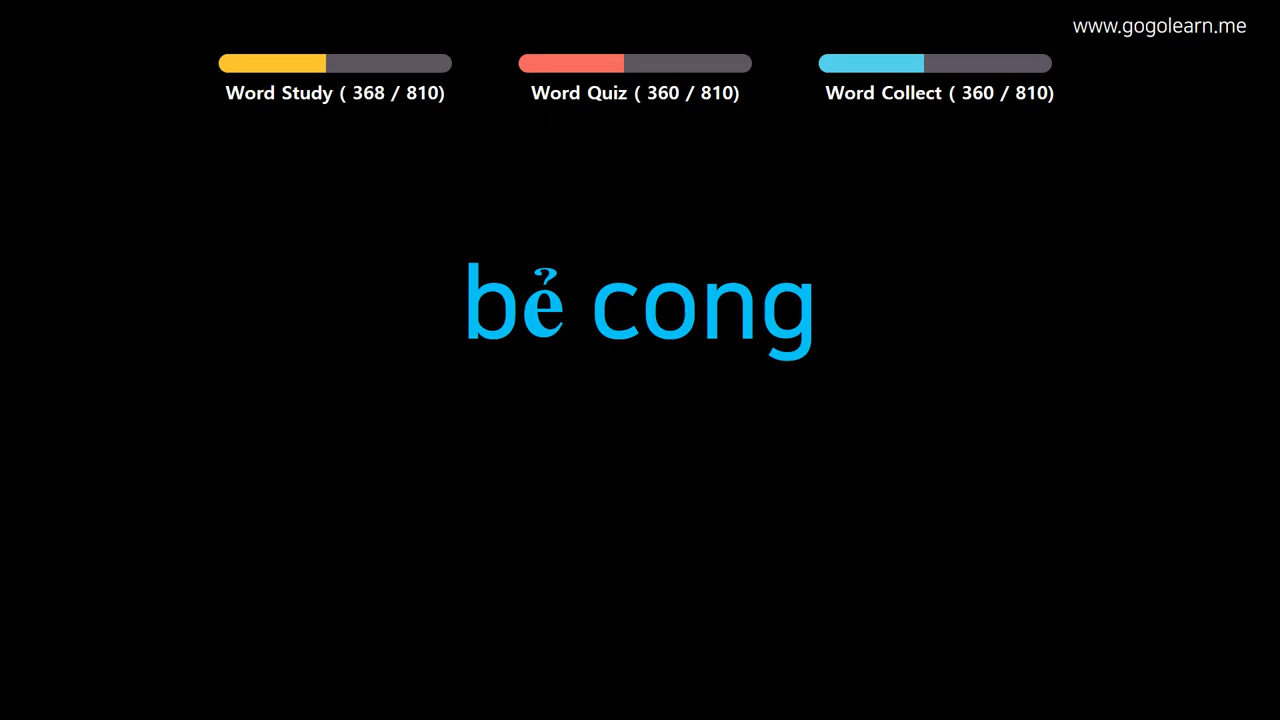 www.gogolearn.me
Word Study ( 368 / 810)
Word Quiz ( 360 / 810)
Word Collect ( 360 / 810)
bẻ cong